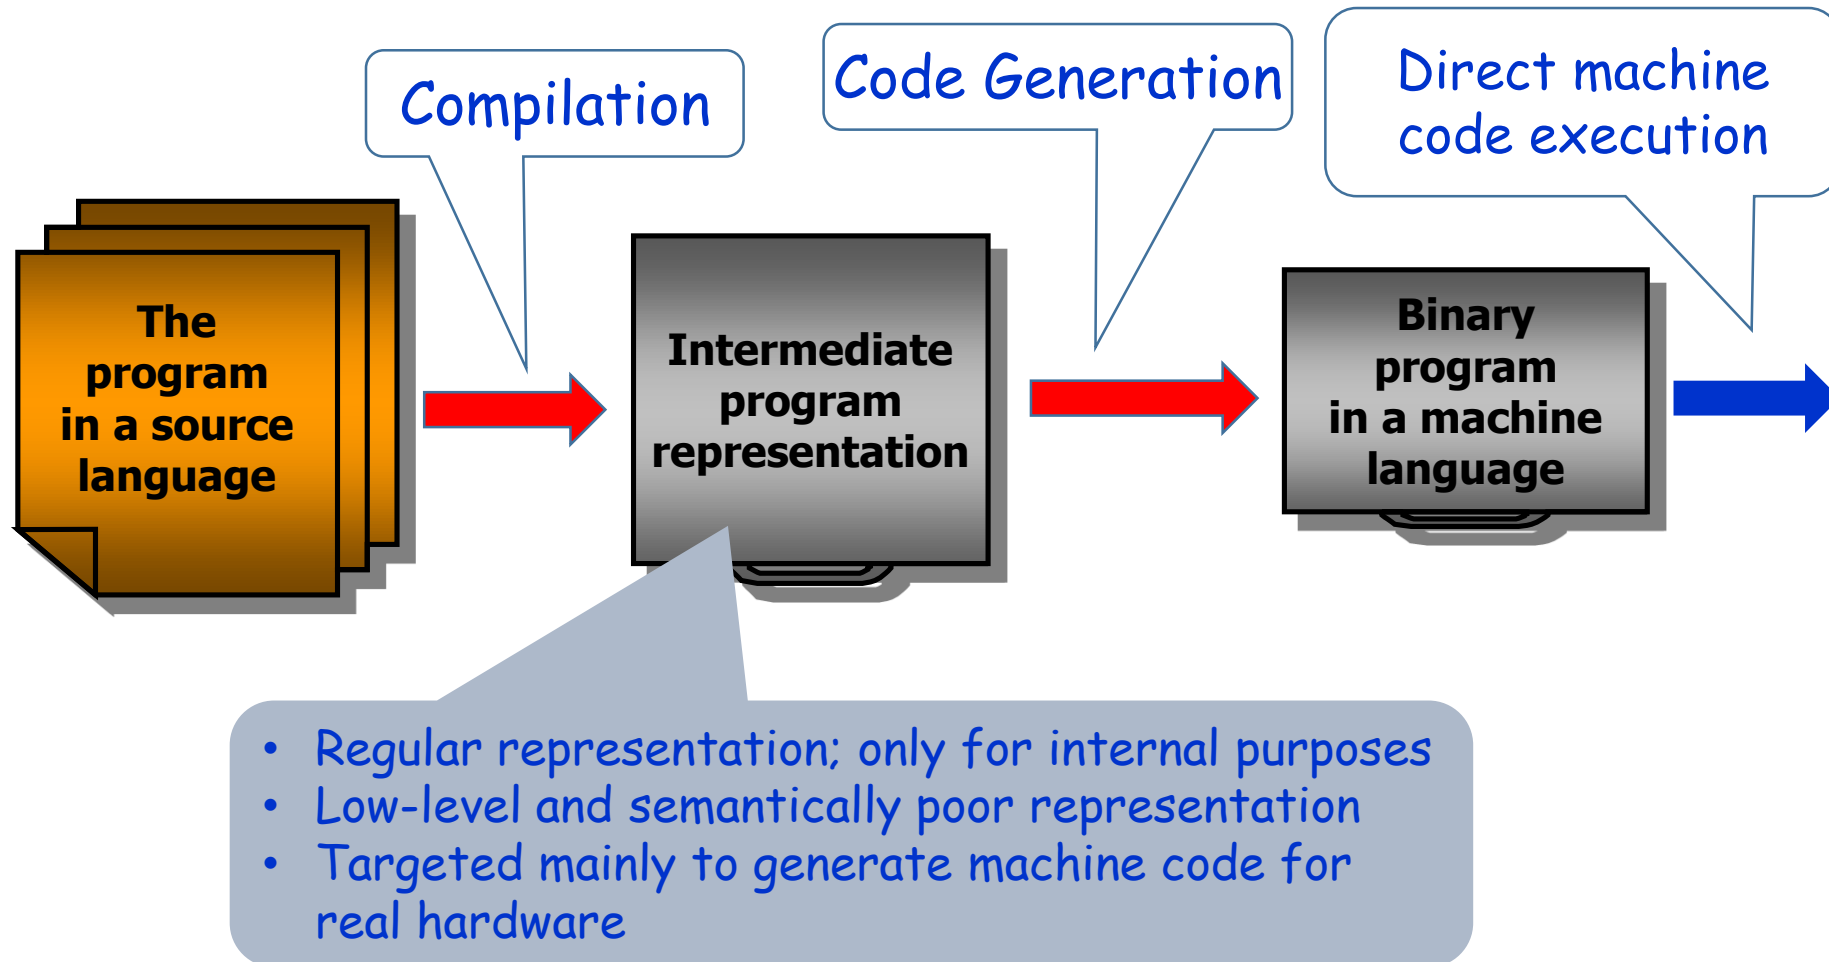 Compilation
Code Generation
Direct machine
code execution
The
program
in a source
language
Intermediate
program
representation
Binary
program
in a machine
language
• Regular representation; only for internal purposes
• Low-level and semantically poor representation
• Targeted mainly to generate machine code for
real hardware